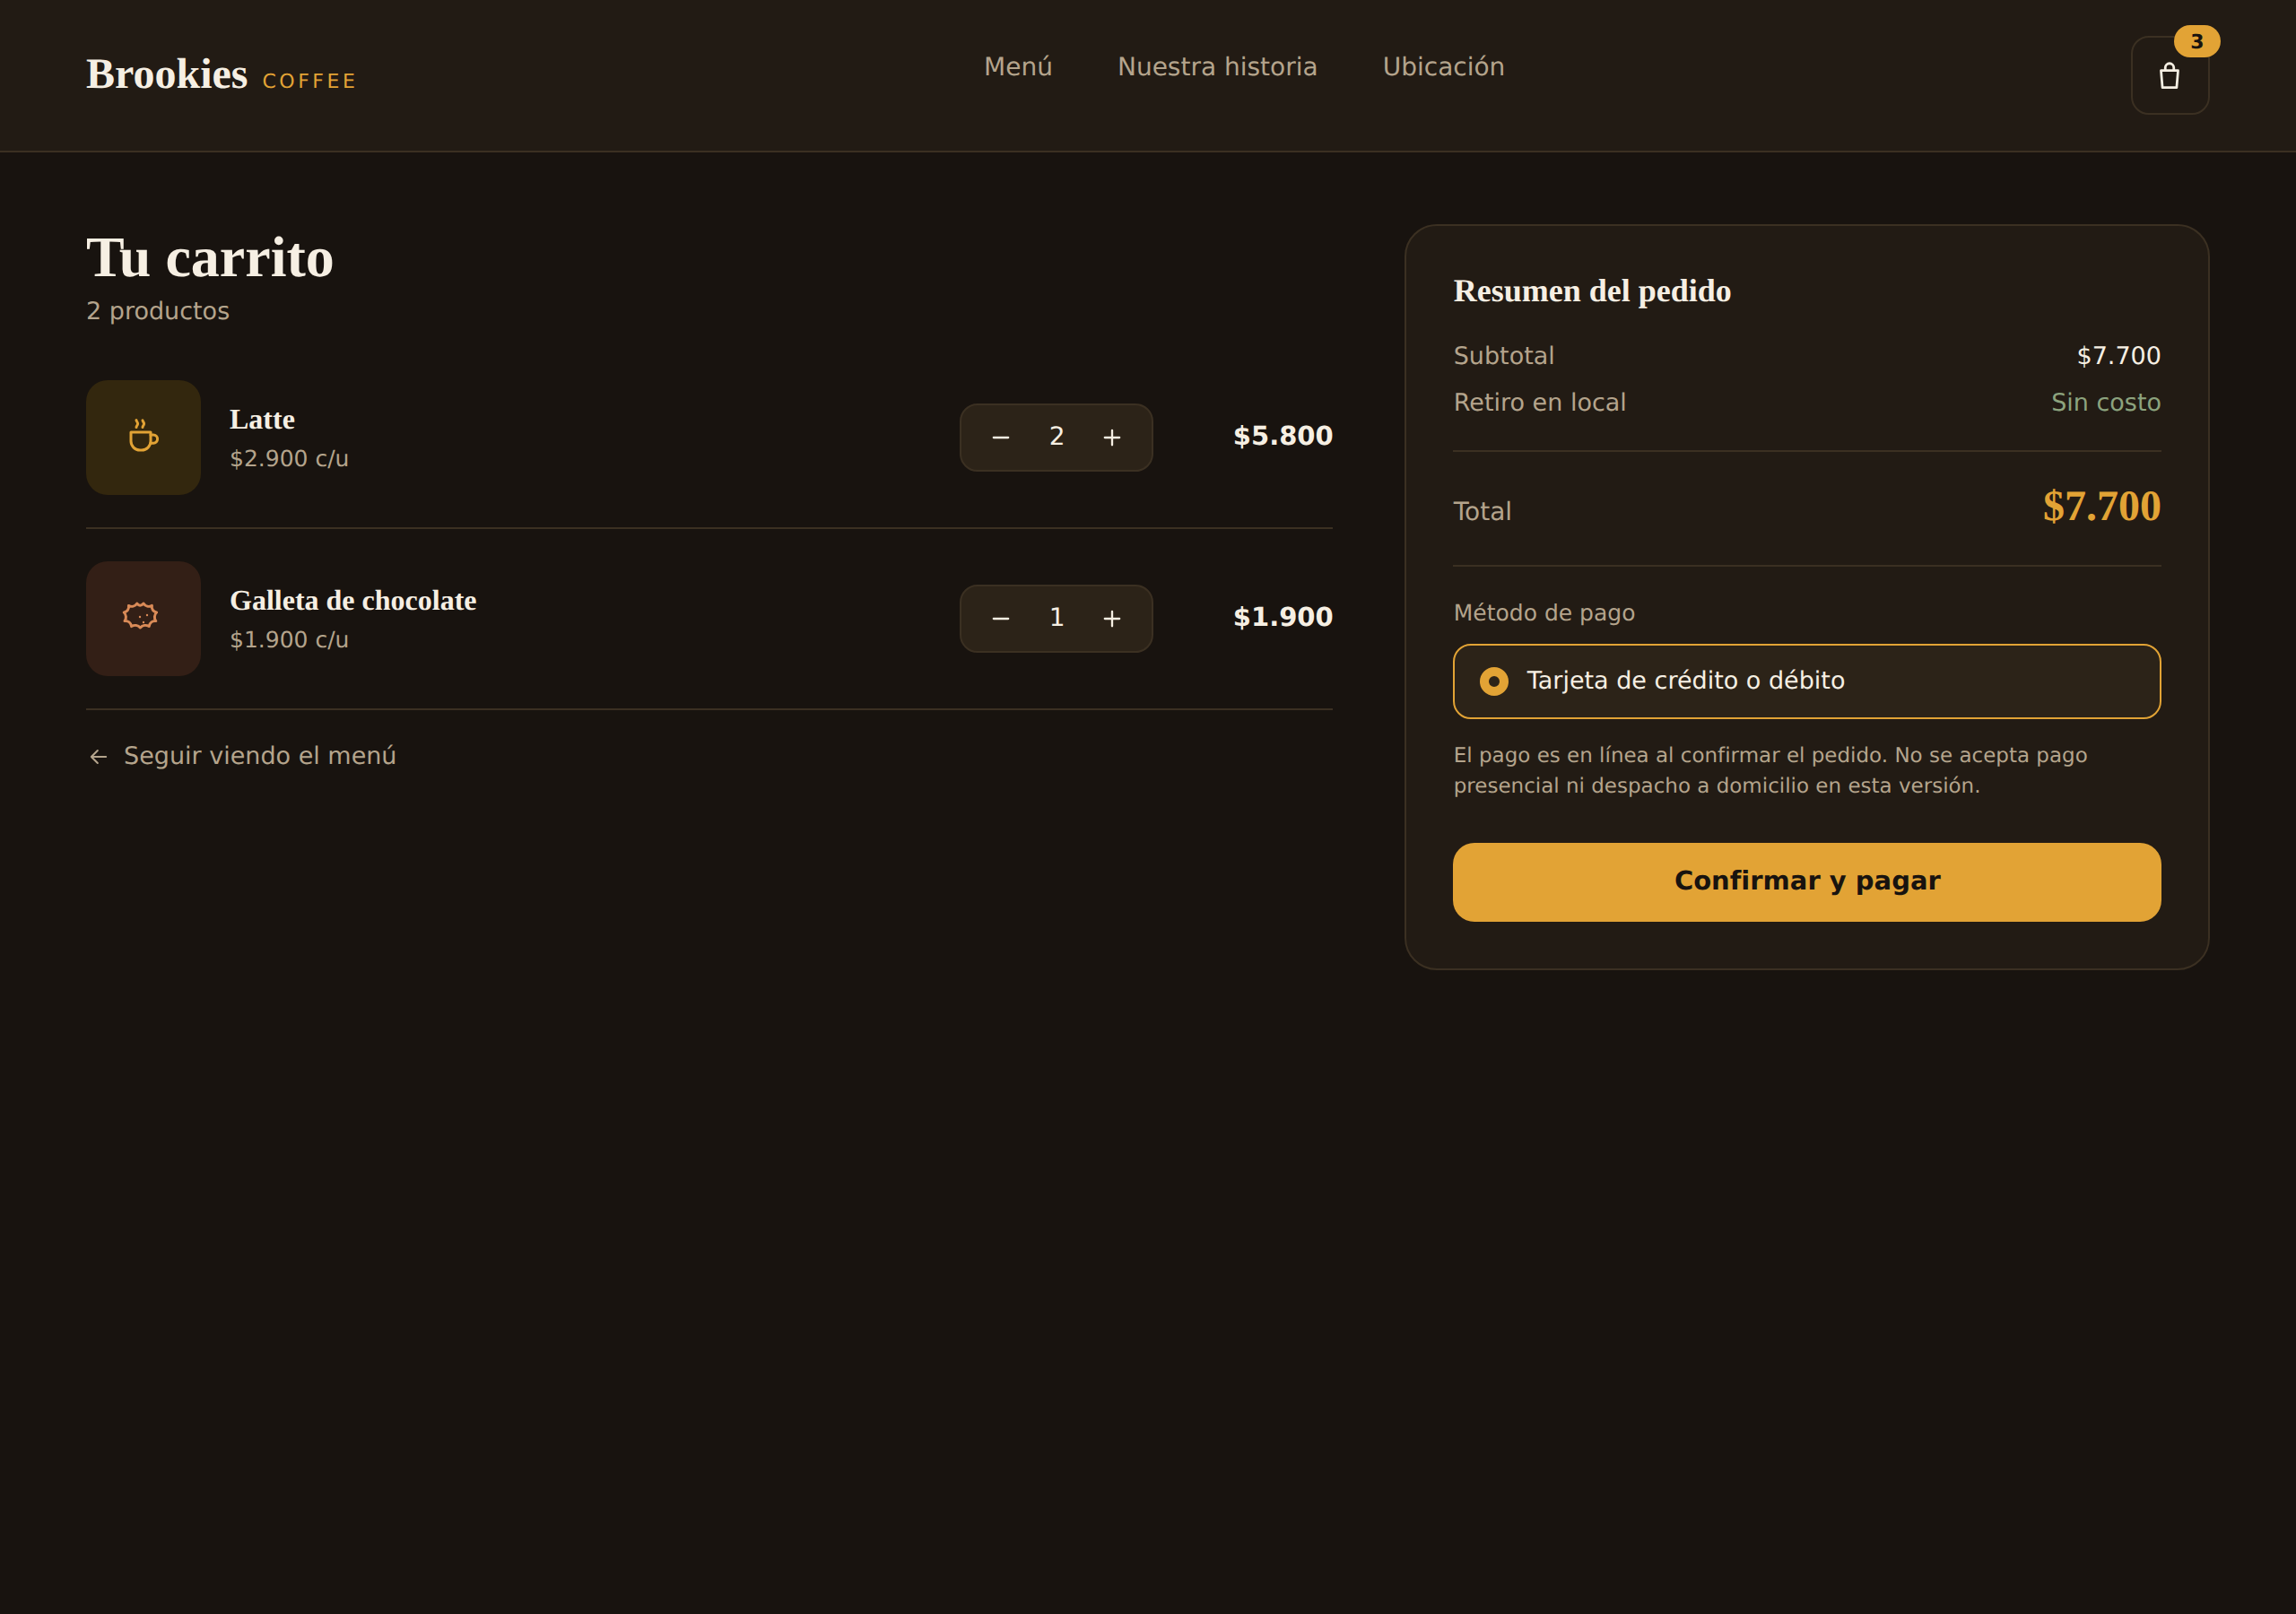 Brookies COFFEE
Menú Nuestra historia Ubicación
3
Tu carrito
2 productos
Latte
$2.900 c/u
− 2 +
$5.800
Galleta de chocolate
$1.900 c/u
− 1 +
$1.900
← Seguir viendo el menú
Resumen del pedido
Subtotal $7.700
Retiro en local Sin costo
Total $7.700
Método de pago
Tarjeta de crédito o débito
El pago es en línea al confirmar el pedido. No se acepta pago
presencial ni despacho a domicilio en esta versión.
Confirmar y pagar